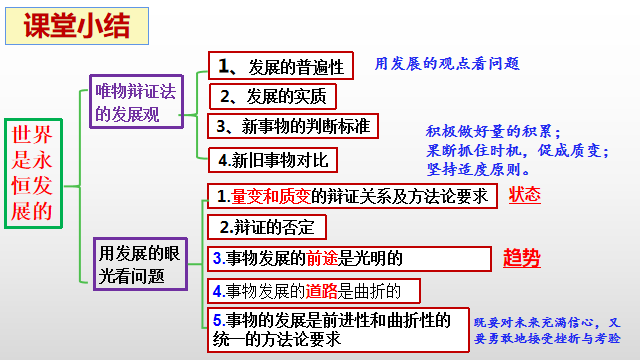 课堂小结
世界
是永
恒发
展的
唯物辩证法
的发展观
1、发展的普遍性
用发展的观点看问题
2、发展的实质
3、新事物的判断标准
4.新旧事物对比
积极做好量的积累；
果断抓住时机，促成质变；
坚持适度原则。
用发展的眼
光看问题
1.量变和质变的辩证关系及方法论要求
状态
2.辩证的否定
3.事物发展的前途是光明的
趋势
4.事物发展的道路是曲折的
5.事物的发展是前进性和曲折性的
统一的方法论要求
既要对未来充满信心，又
要勇敢地接受挫折与考验